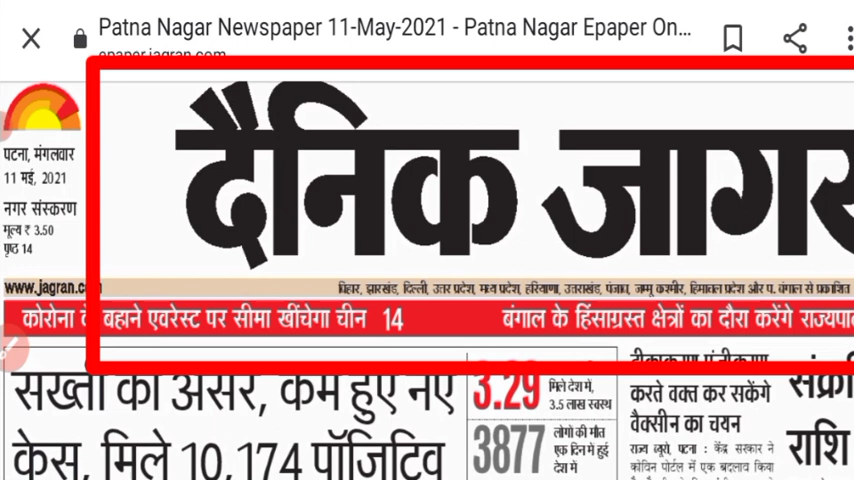 Patna Nagar Newspaper 11-May-2021 - Patna Nagar Epaper On...
epaper.jagran.com
दैनिक जागर
पटना, मंगलवार
11 मई, 2021
नगर संस्करण
मूल्य ₹ 3.50
पृष्ठ 14
www.jagran.c
बिहार, झारखंड, दिल्ली, उत्तर प्रदेश, मध्य प्रदेश, हरियाणा, उत्तराखंड, पंजाब, जम्मू कश्मीर, हिमाचल प्रदेश और प. बंगाल से प्रकाशित
कोरोना के बहाने एवरेस्ट पर सीमा खींचेगा चीन 14
बंगाल के हिंसाग्रस्त क्षेत्रों का दौरा करेंगे राज्यपाल
सख्ती का असर, कम हुए नए
केस, मिले 10,174 पॉजिटिव
3.29 मिले देश में,
3.5 लाख स्वस्थ
3877 लोगों की मौत
एक दिन में हुई
देश में
टीकाकरण पंजीकरण
करते वक्त कर सकेंगे
वैक्सीन का चयन
राज्य ब्यूरो, पटना : केंद्र सरकार ने
कोविन पोर्टल में एक बदलाव किया
संक्र
राशि